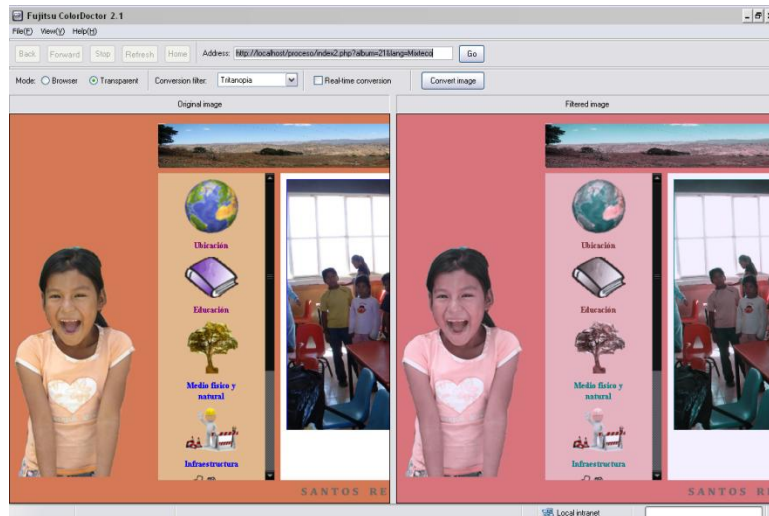 Fujitsu ColorDoctor 2.1
File(F) View(V) Help(H)
Back Forward Stop Refresh Home Address: http://localhost/proceso/index2.php?album=21&lang=Mixteco Go
Mode: Browser Transparent Conversion filter: Tritanopia Real-time conversion Convert image
Original image Filtered image
Ubicación
Educación
Medio físico y
natural
Infraestructura
SANTOS RE
Ubicación
Educación
Medio físico y
natural
Infraestructura
SANTOS R
Local intranet